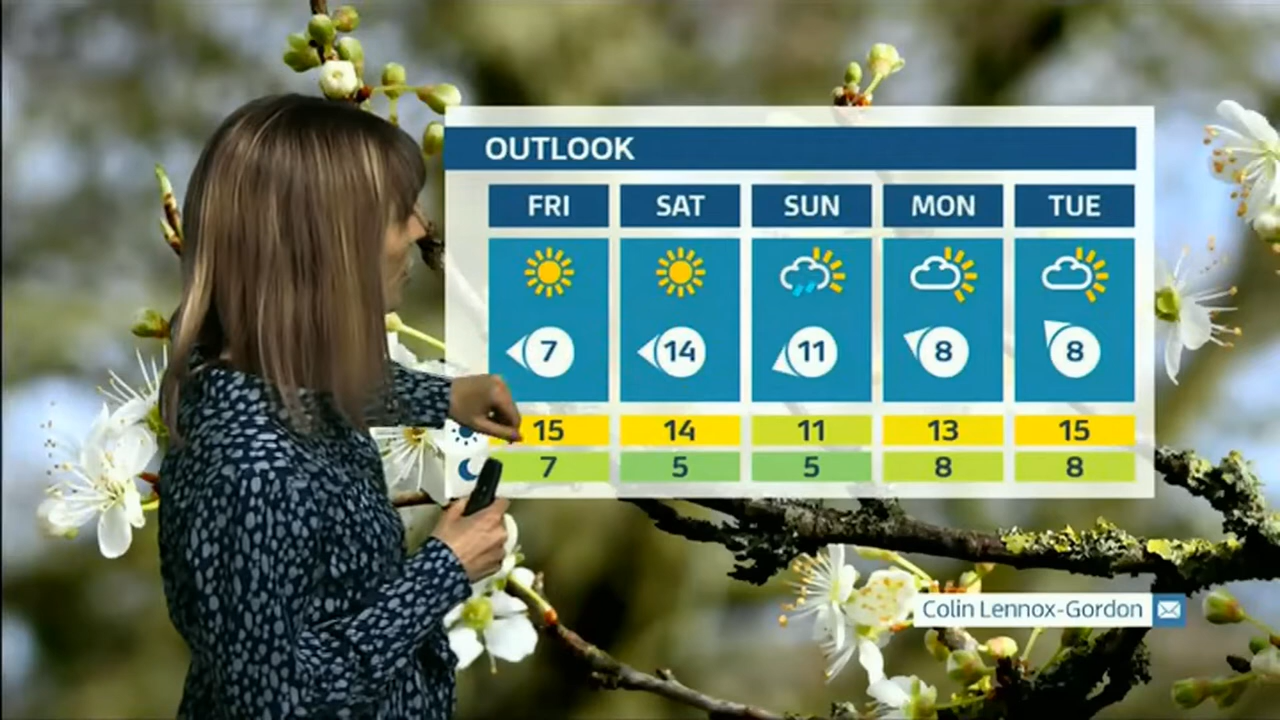 OUTLOOK
FRI SAT SUN MON TUE
7 14 11 8 8
15 14 11 13 15
7 5 5 8 8
Colin Lennox-Gordon